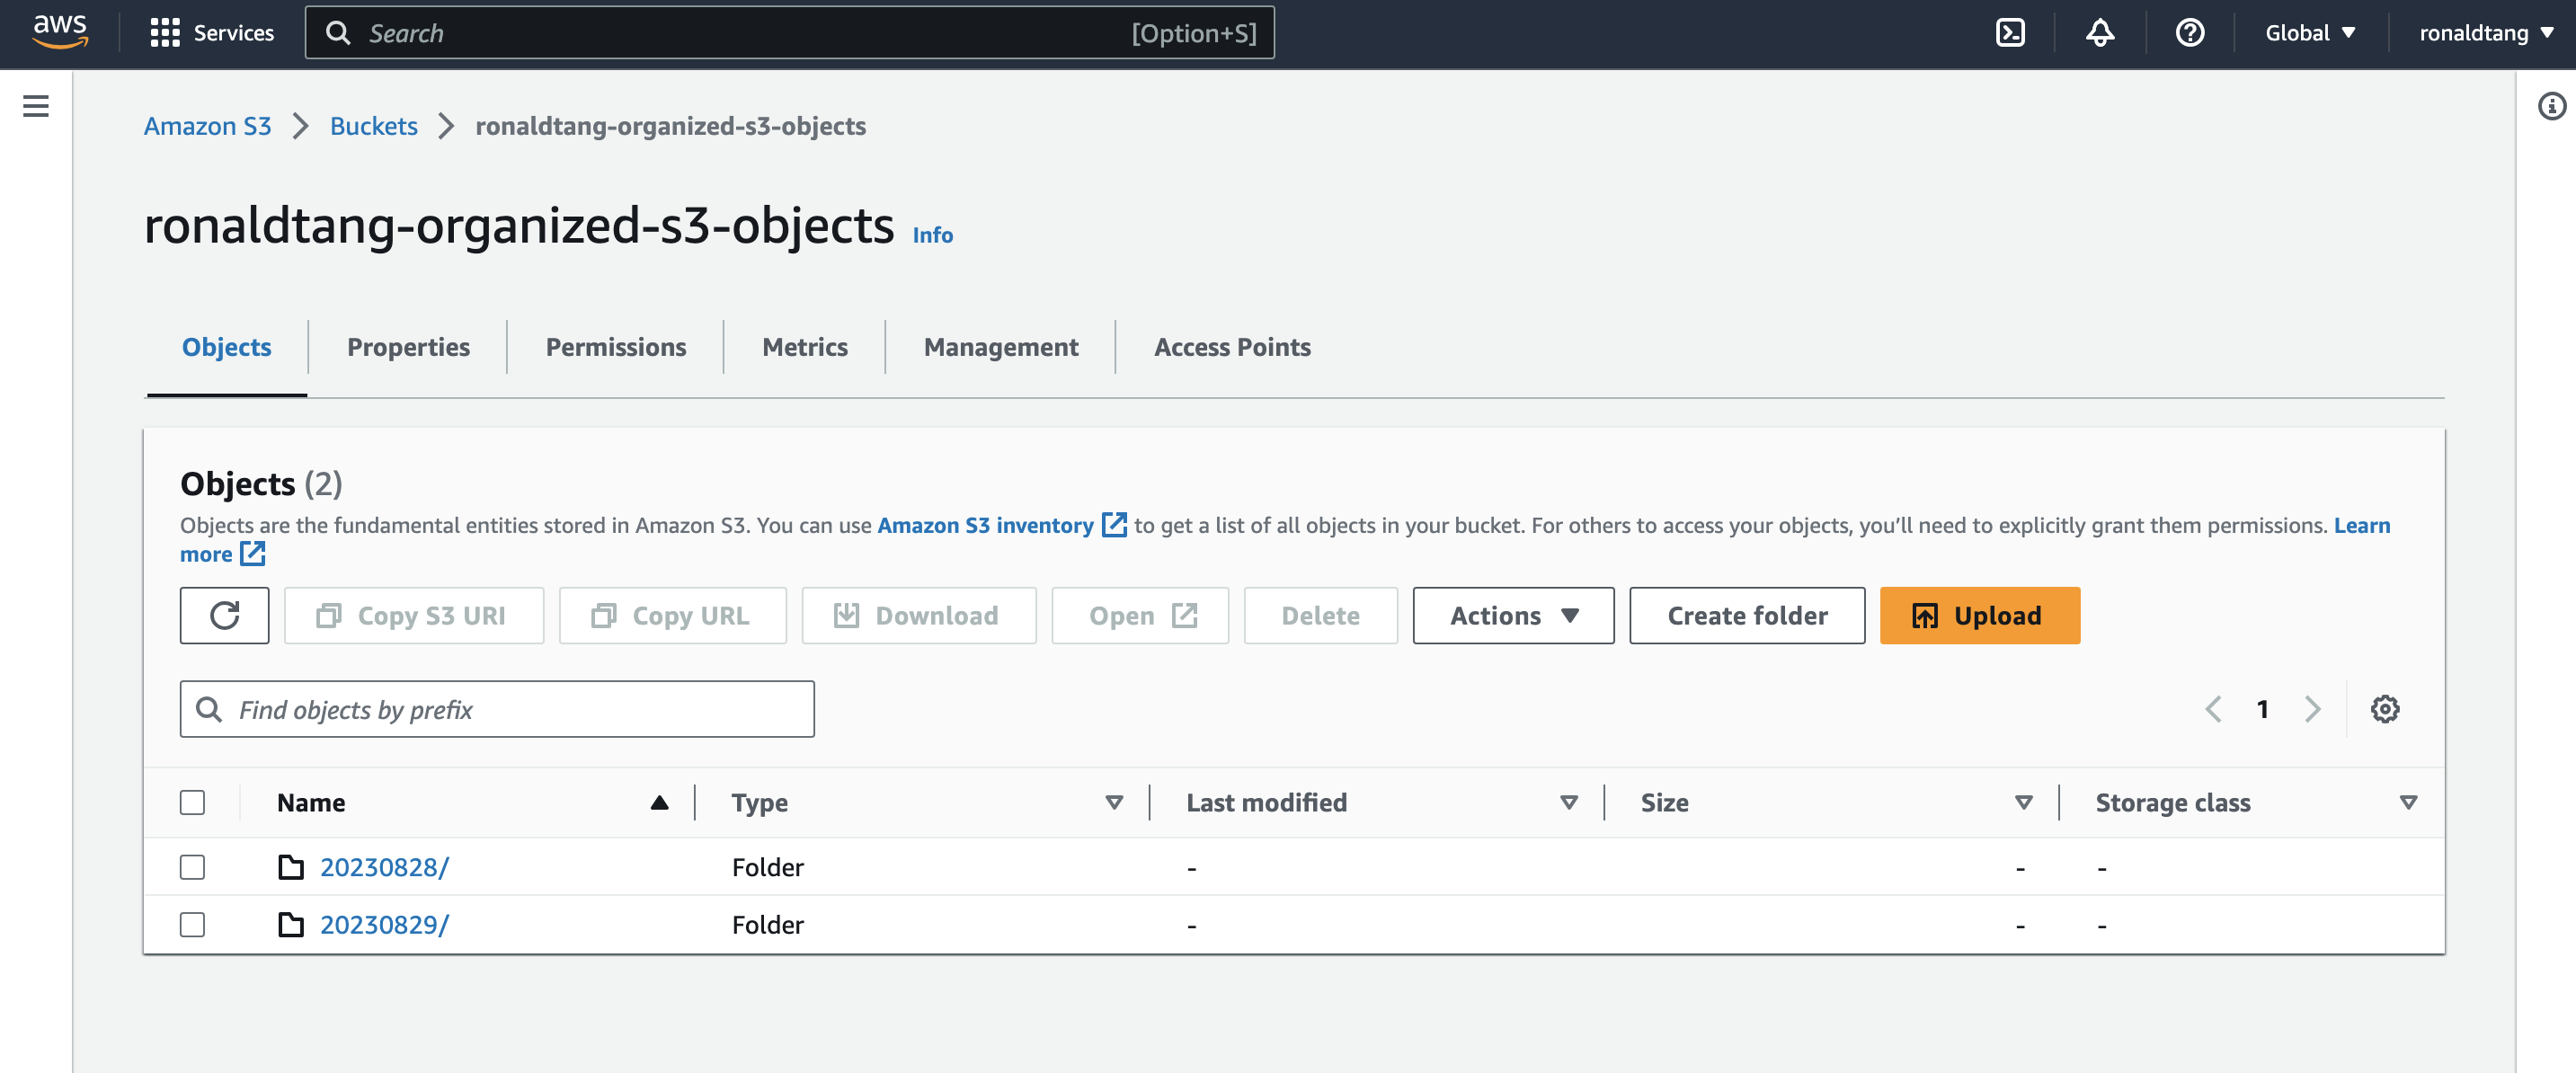 aws Services Search [Option+S] Global ronaldtang
Amazon S3 Buckets ronaldtang-organized-s3-objects
ronaldtang-organized-s3-objects Info
Objects Properties Permissions Metrics Management Access Points
Objects (2)
Objects are the fundamental entities stored in Amazon S3. You can use Amazon S3 inventory to get a list of all objects in your bucket. For others to access your objects, you’ll need to explicitly grant them permissions. Learn
more
Copy S3 URI Copy URL Download Open Delete Actions Create folder Upload
Find objects by prefix 1
Name Type Last modified Size Storage class
20230828/ Folder - - -
20230829/ Folder - - -